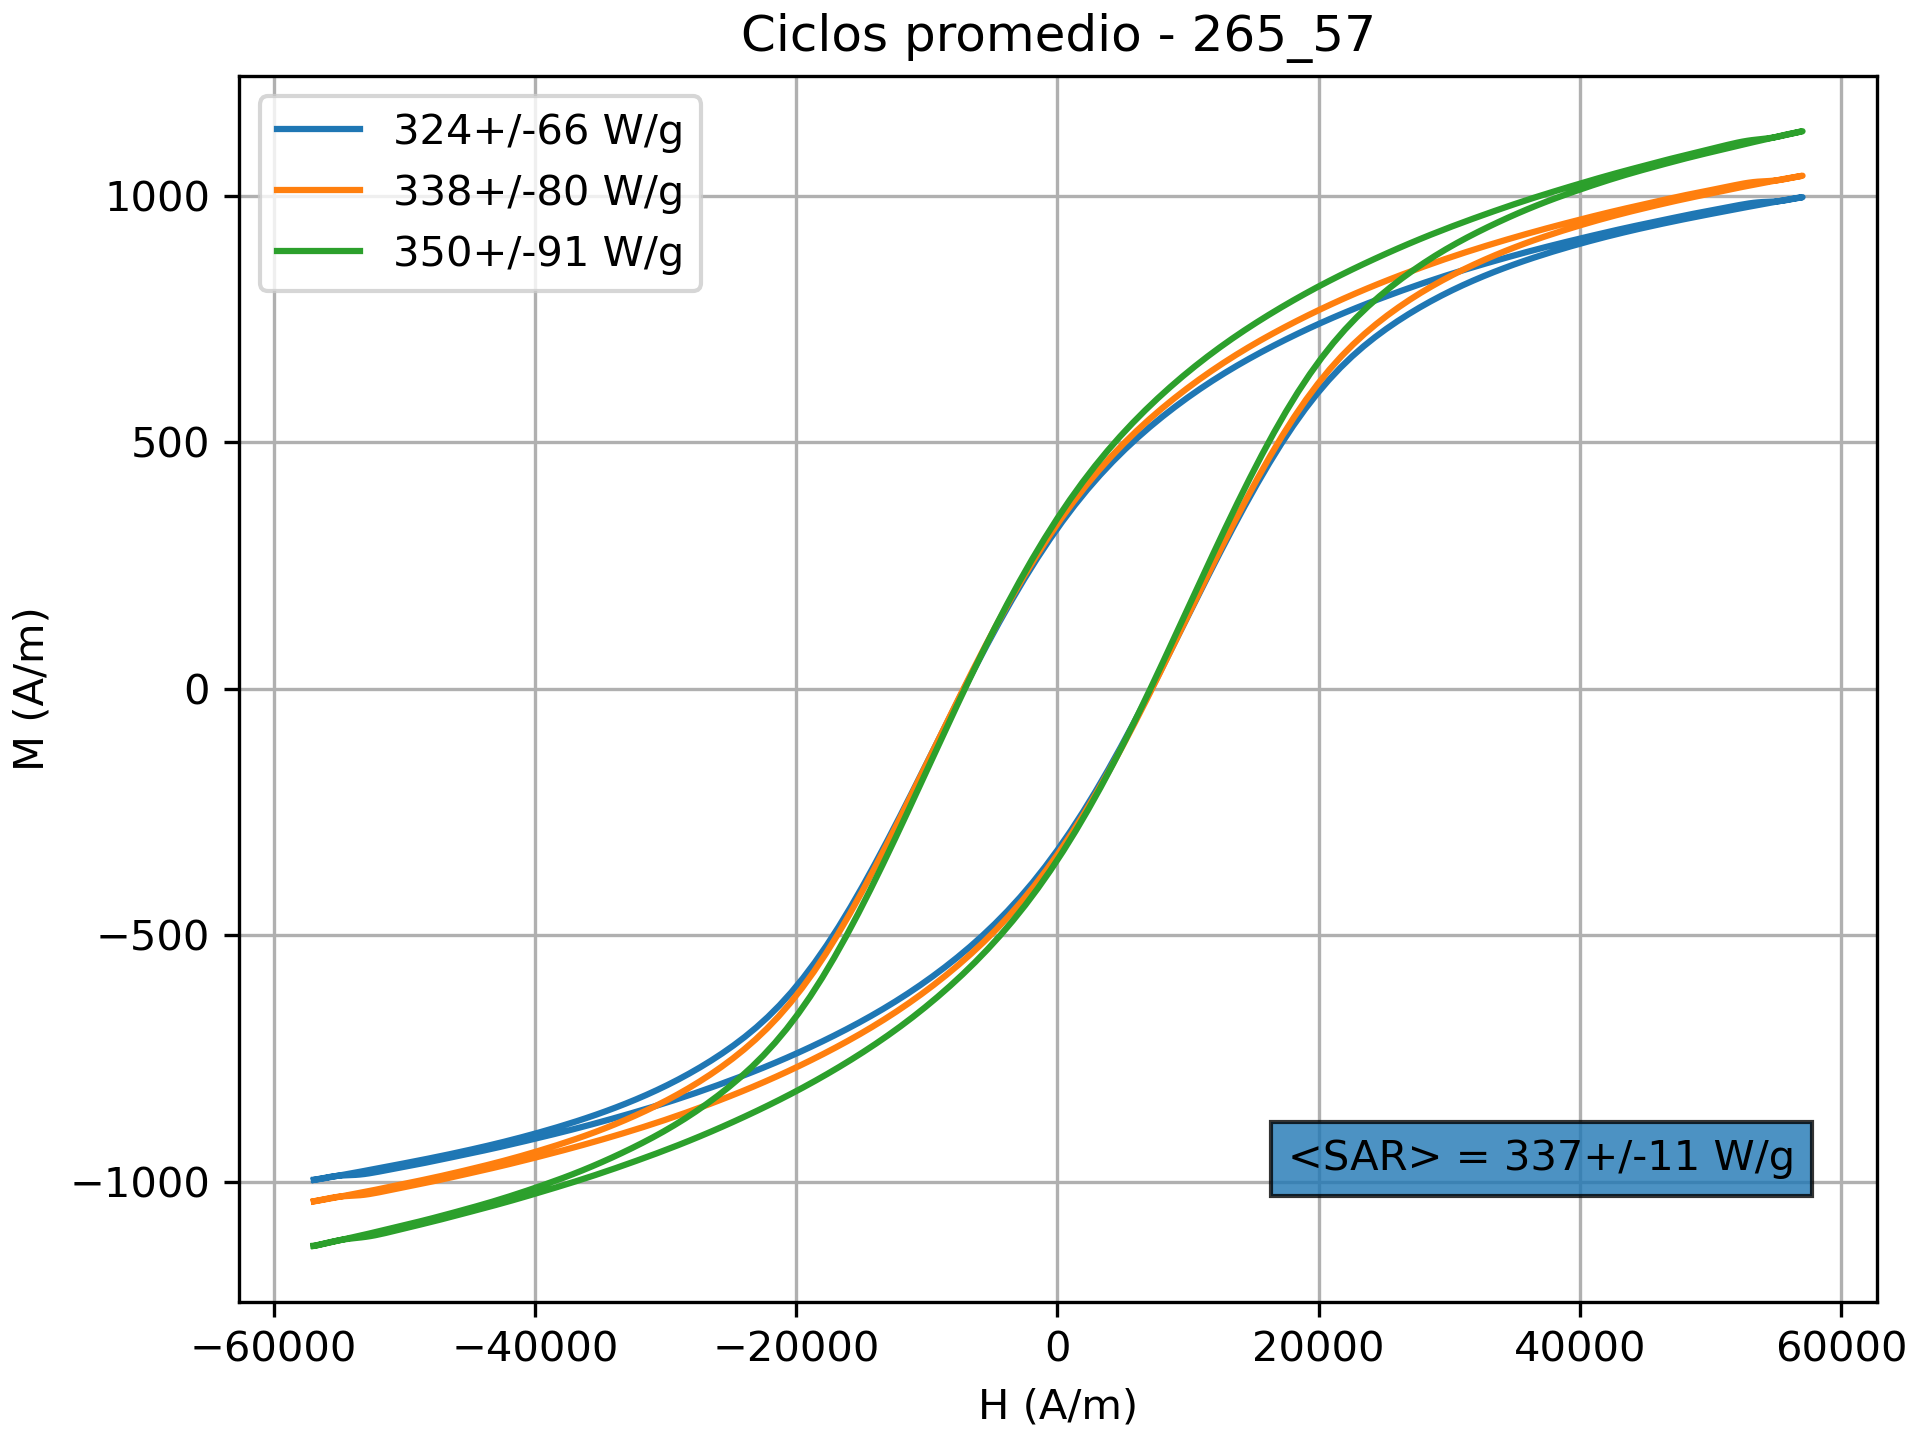 Ciclos promedio - 265_57
324+/-66 W/g
338+/-80 W/g
350+/-91 W/g
M (A/m)
1000
500
0
−500
−1000
<SAR> = 337+/-11 W/g
−60000 −40000 −20000 0 20000 40000 60000
H (A/m)